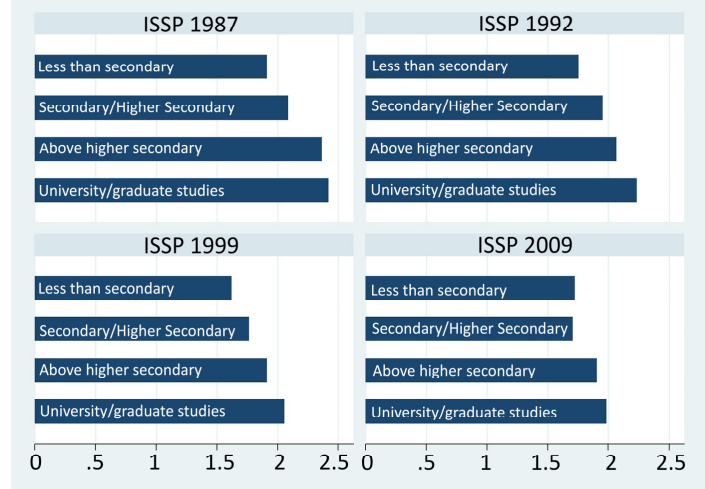 ISSP 1987
Less than secondary
Secondary/Higher Secondary
Above higher secondary
University/graduate studies
ISSP 1992
Less than secondary
Secondary/Higher Secondary
Above higher secondary
University/graduate studies
ISSP 1999
Less than secondary
Secondary/Higher Secondary
Above higher secondary
University/graduate studies
0 .5 1 1.5 2 2.5
ISSP 2009
Less than secondary
Secondary/Higher Secondary
Above higher secondary
University/graduate studies
0 .5 1 1.5 2 2.5